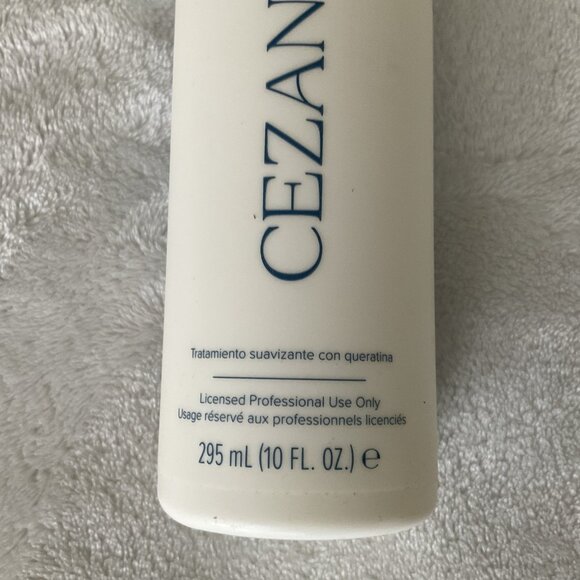 CEZAN
Tratamiento suavizante con queratina
Licensed Professional Use Only
Usage réservé aux professionnels licenciés
295 mL (10 FL. OZ.) ℮